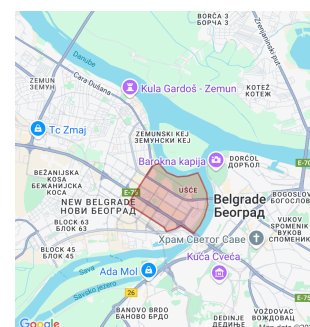 BORČA 3
БОРЧА 3
Zrenjaninski put
Danube
Cara Dušana
ZEMUN
ЗЕМУН
Kula Gardoš - Zemun
КОТЕЖ
KOTEŽ
Tc Zmaj
ZEMUNSKI KEJ
ЗЕМУНСКИ КЕЈ
Barokna kapija
DORĆOL
ДОРЋОЛ
E-70
BEŽANIJSKA
KOSA
БЕЖАНИЈСКА
КОСА
E-75
UŠĆE
NEW BELGRADE
НОВИ БЕОГРАД
Belgrade
Београд
BOGOSLOV
БОГОСЛОВ
BLOCK 63
БЛОК 63
VUKOV
SPOMENIK
ВУКОВ
СПОМЕНИК
Храм Светог Саве
BLOCK 45
БЛОК 45
Kuća Cveća
Sava
Ada Mol
Savsko jezero
26
E-75
BANOVO BRDO
БАНОВО БРДО
DEDINJE
ДЕДИЊЕ
VOŽDOVAC
ВОЖДОВАЦ
Google